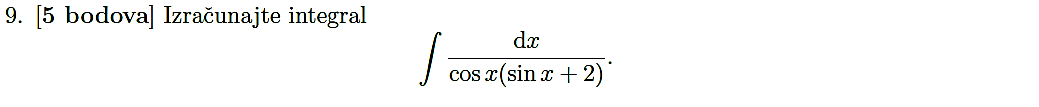 9. [5 bodova] Izračunajte integral
∫ dx / cos x(sin x + 2).